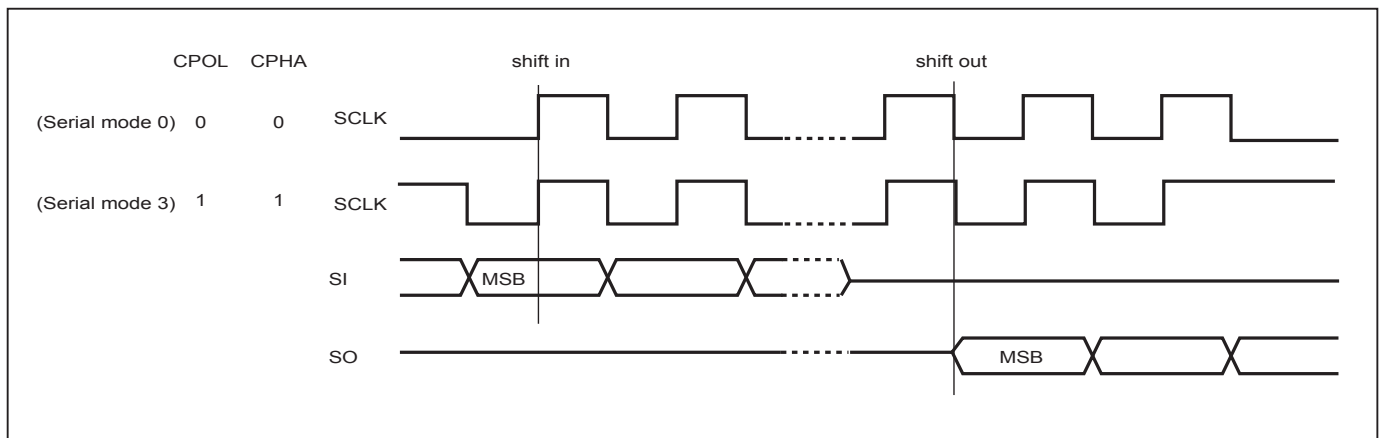 CPOL CPHA shift in shift out
(Serial mode 0) 0 0 SCLK
(Serial mode 3) 1 1 SCLK
SI MSB
SO MSB